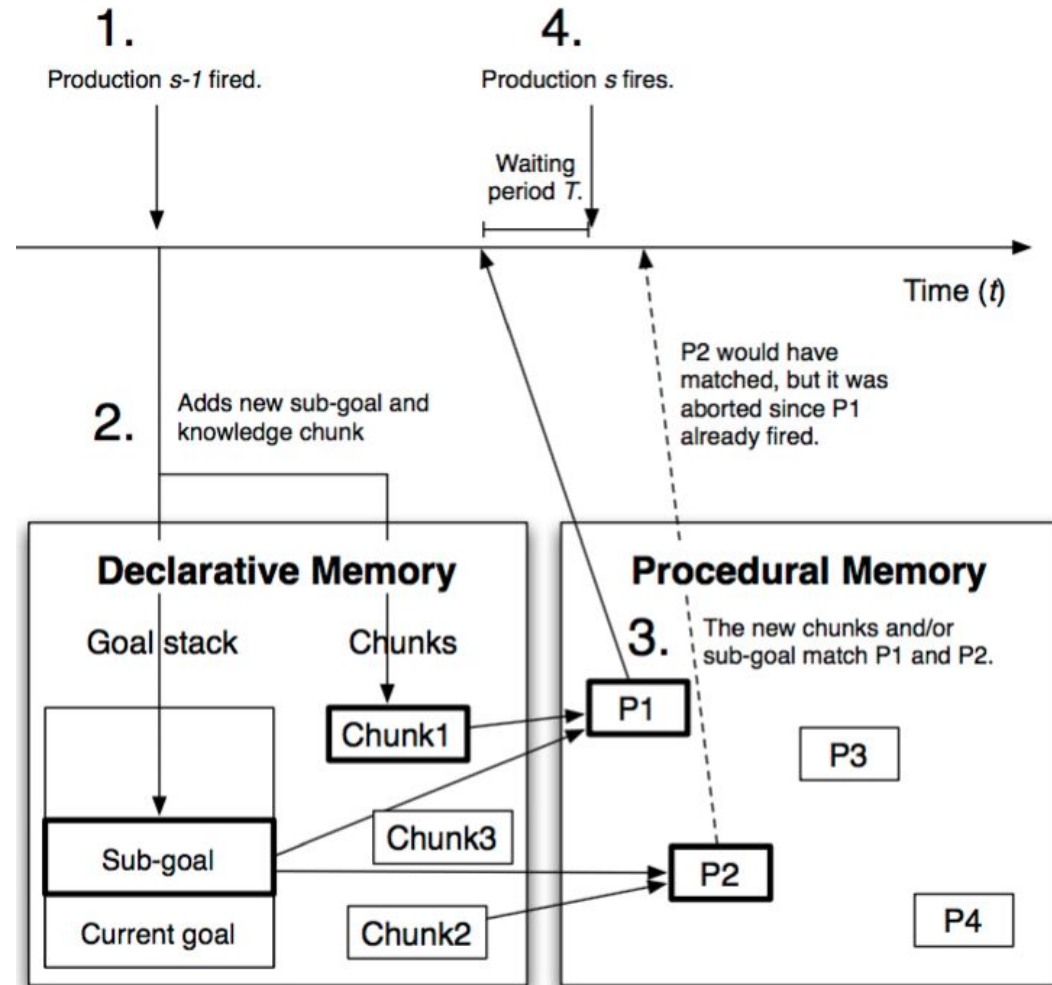 1.
Production s-1 fired.
4.
Production s fires.
Waiting
period T.
Time (t)
P2 would have
matched, but it was
aborted since P1
already fired.
2.
Adds new sub-goal and
knowledge chunk
Declarative Memory
Goal stack
Chunks
Chunk1
Chunk3
Sub-goal
Chunk2
Current goal
Procedural Memory
3.
The new chunks and/or
sub-goal match P1 and P2.
P1
P3
P2
P4